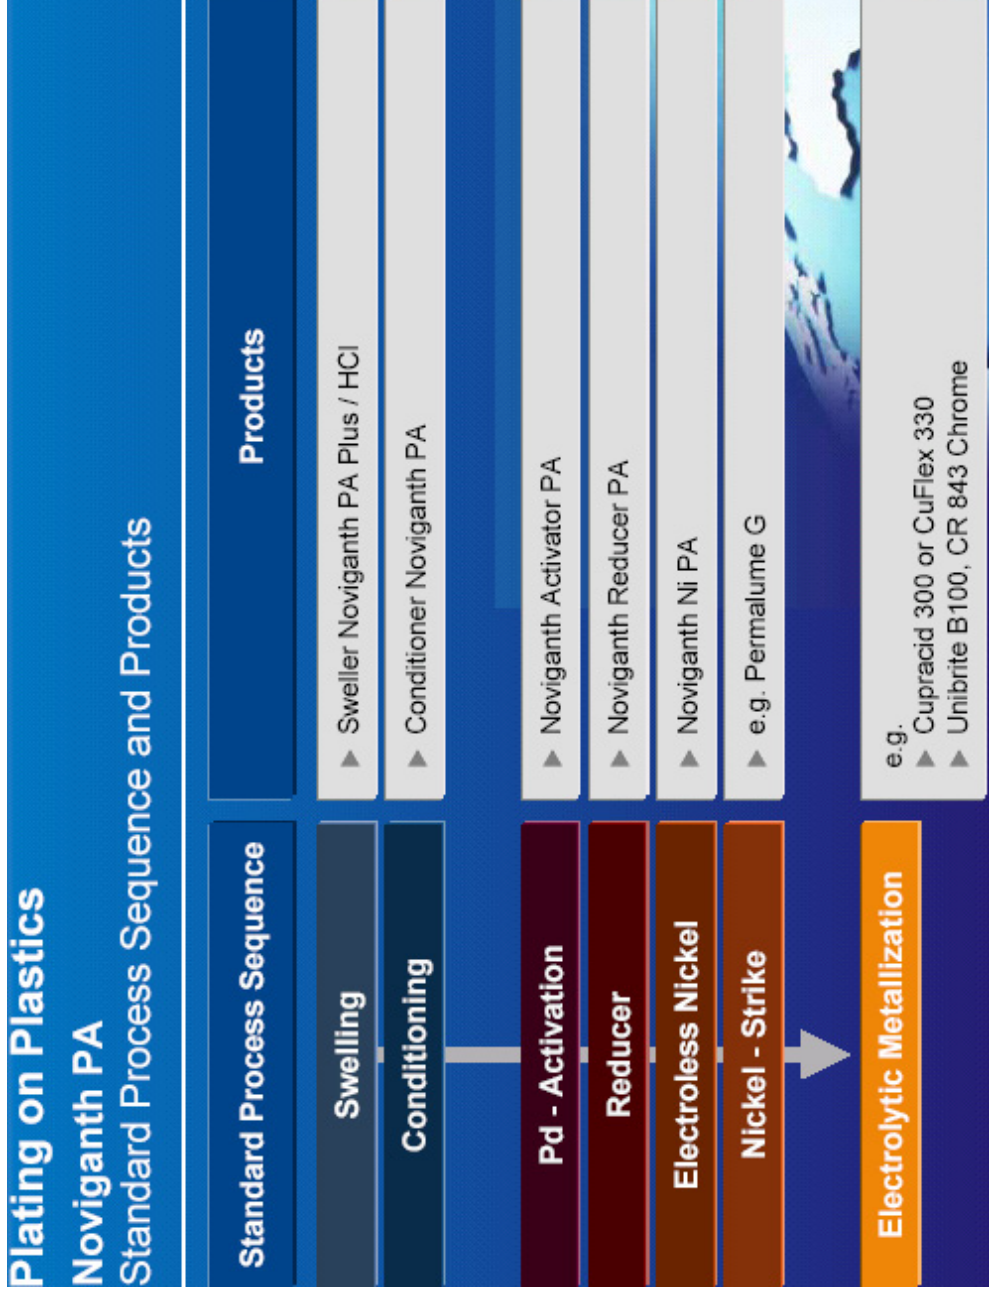 Plating on Plastics
Noviganth PA
Standard Process Sequence and Products
Standard Process Sequence
Products
Swelling
▶ Sweller Noviganth PA Plus / HCl
Conditioning
▶ Conditioner Noviganth PA
Pd - Activation
▶ Noviganth Activator PA
Reducer
▶ Noviganth Reducer PA
Electroless Nickel
▶ Noviganth Ni PA
Nickel - Strike
▶ e.g. Permalume G
Electrolytic Metallization
e.g.
▶ Cupracid 300 or CuFlex 330
▶ Unibrite B100, CR 843 Chrome